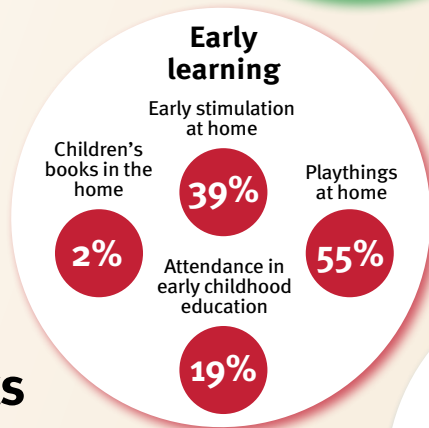 Early
learning
Early stimulation
at home
39%
Children's
books in the
home
2%
Playthings
at home
55%
Attendance in
early childhood
education
19%